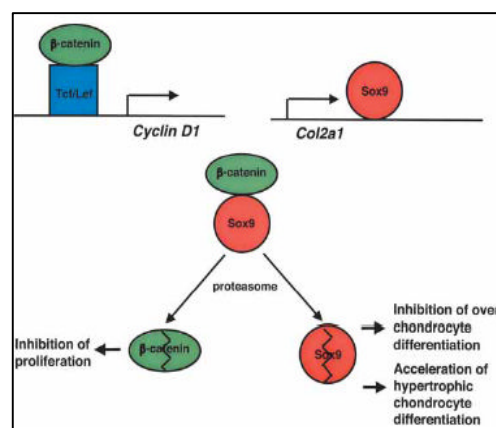 β-catenin
Tcf/Lef
Cyclin D1
Sox9
Col2a1
β-catenin
Sox9
proteasome
Inhibition of
proliferation
β-catenin
Sox9
Inhibition of over
chondrocyte
differentiation
Acceleration of
hypertrophic
chondrocyte
differentiation